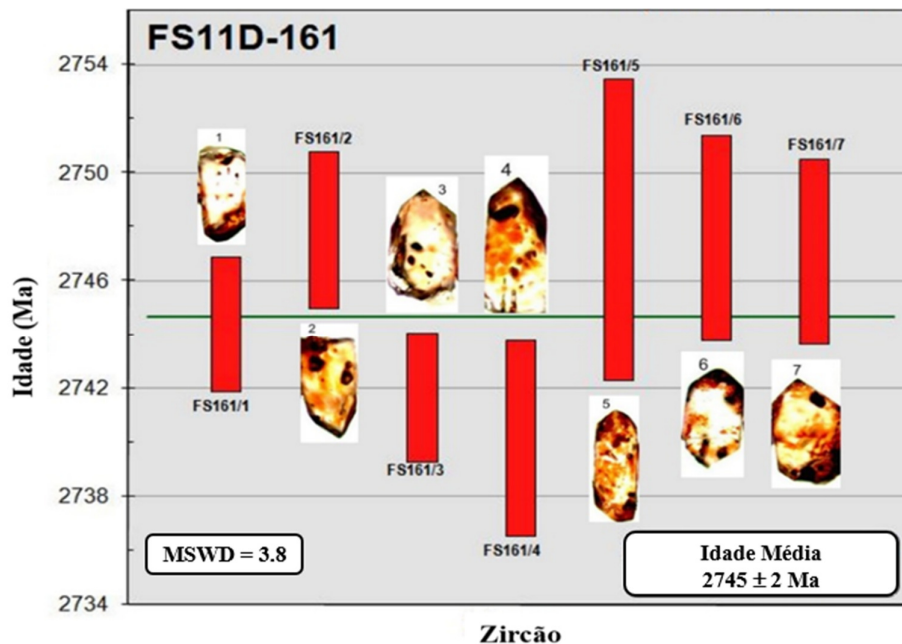 FS11D-161
Idade (Ma)
2754
2750
2746
2742
2738
2734
1
FS161/1
FS161/2
2
3
FS161/3
4
FS161/4
FS161/5
5
FS161/6
6
FS161/7
7
MSWD = 3.8
Idade Média
2745 ± 2 Ma
Zircão